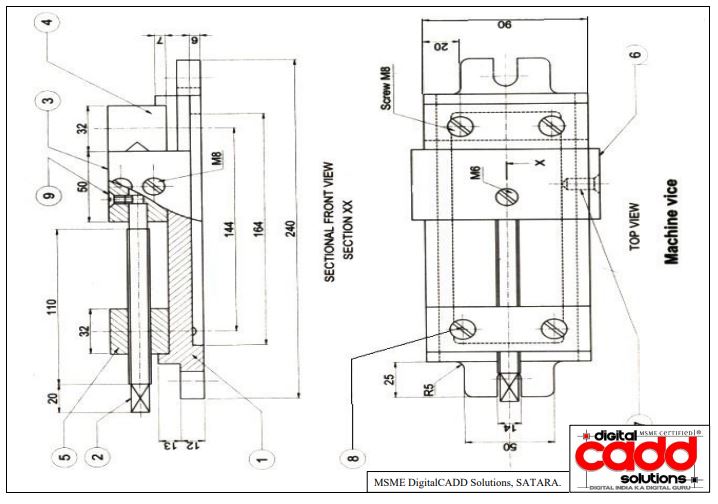 4
3
9
5
2
1
7
6
32
50
M8
110
32
20
13
12
144
164
240
SECTIONAL FRONT VIEW
SECTION XX
90
20
6
Screw M8
M6
X
TOP VIEW
Machine vice
25
R5
14
50
8
MSME DigitalCADD Solutions, SATARA.
digital
MSME CERTIFIED!®
cadd
solutions
DIGITAL INDIA KA DIGITAL GURU